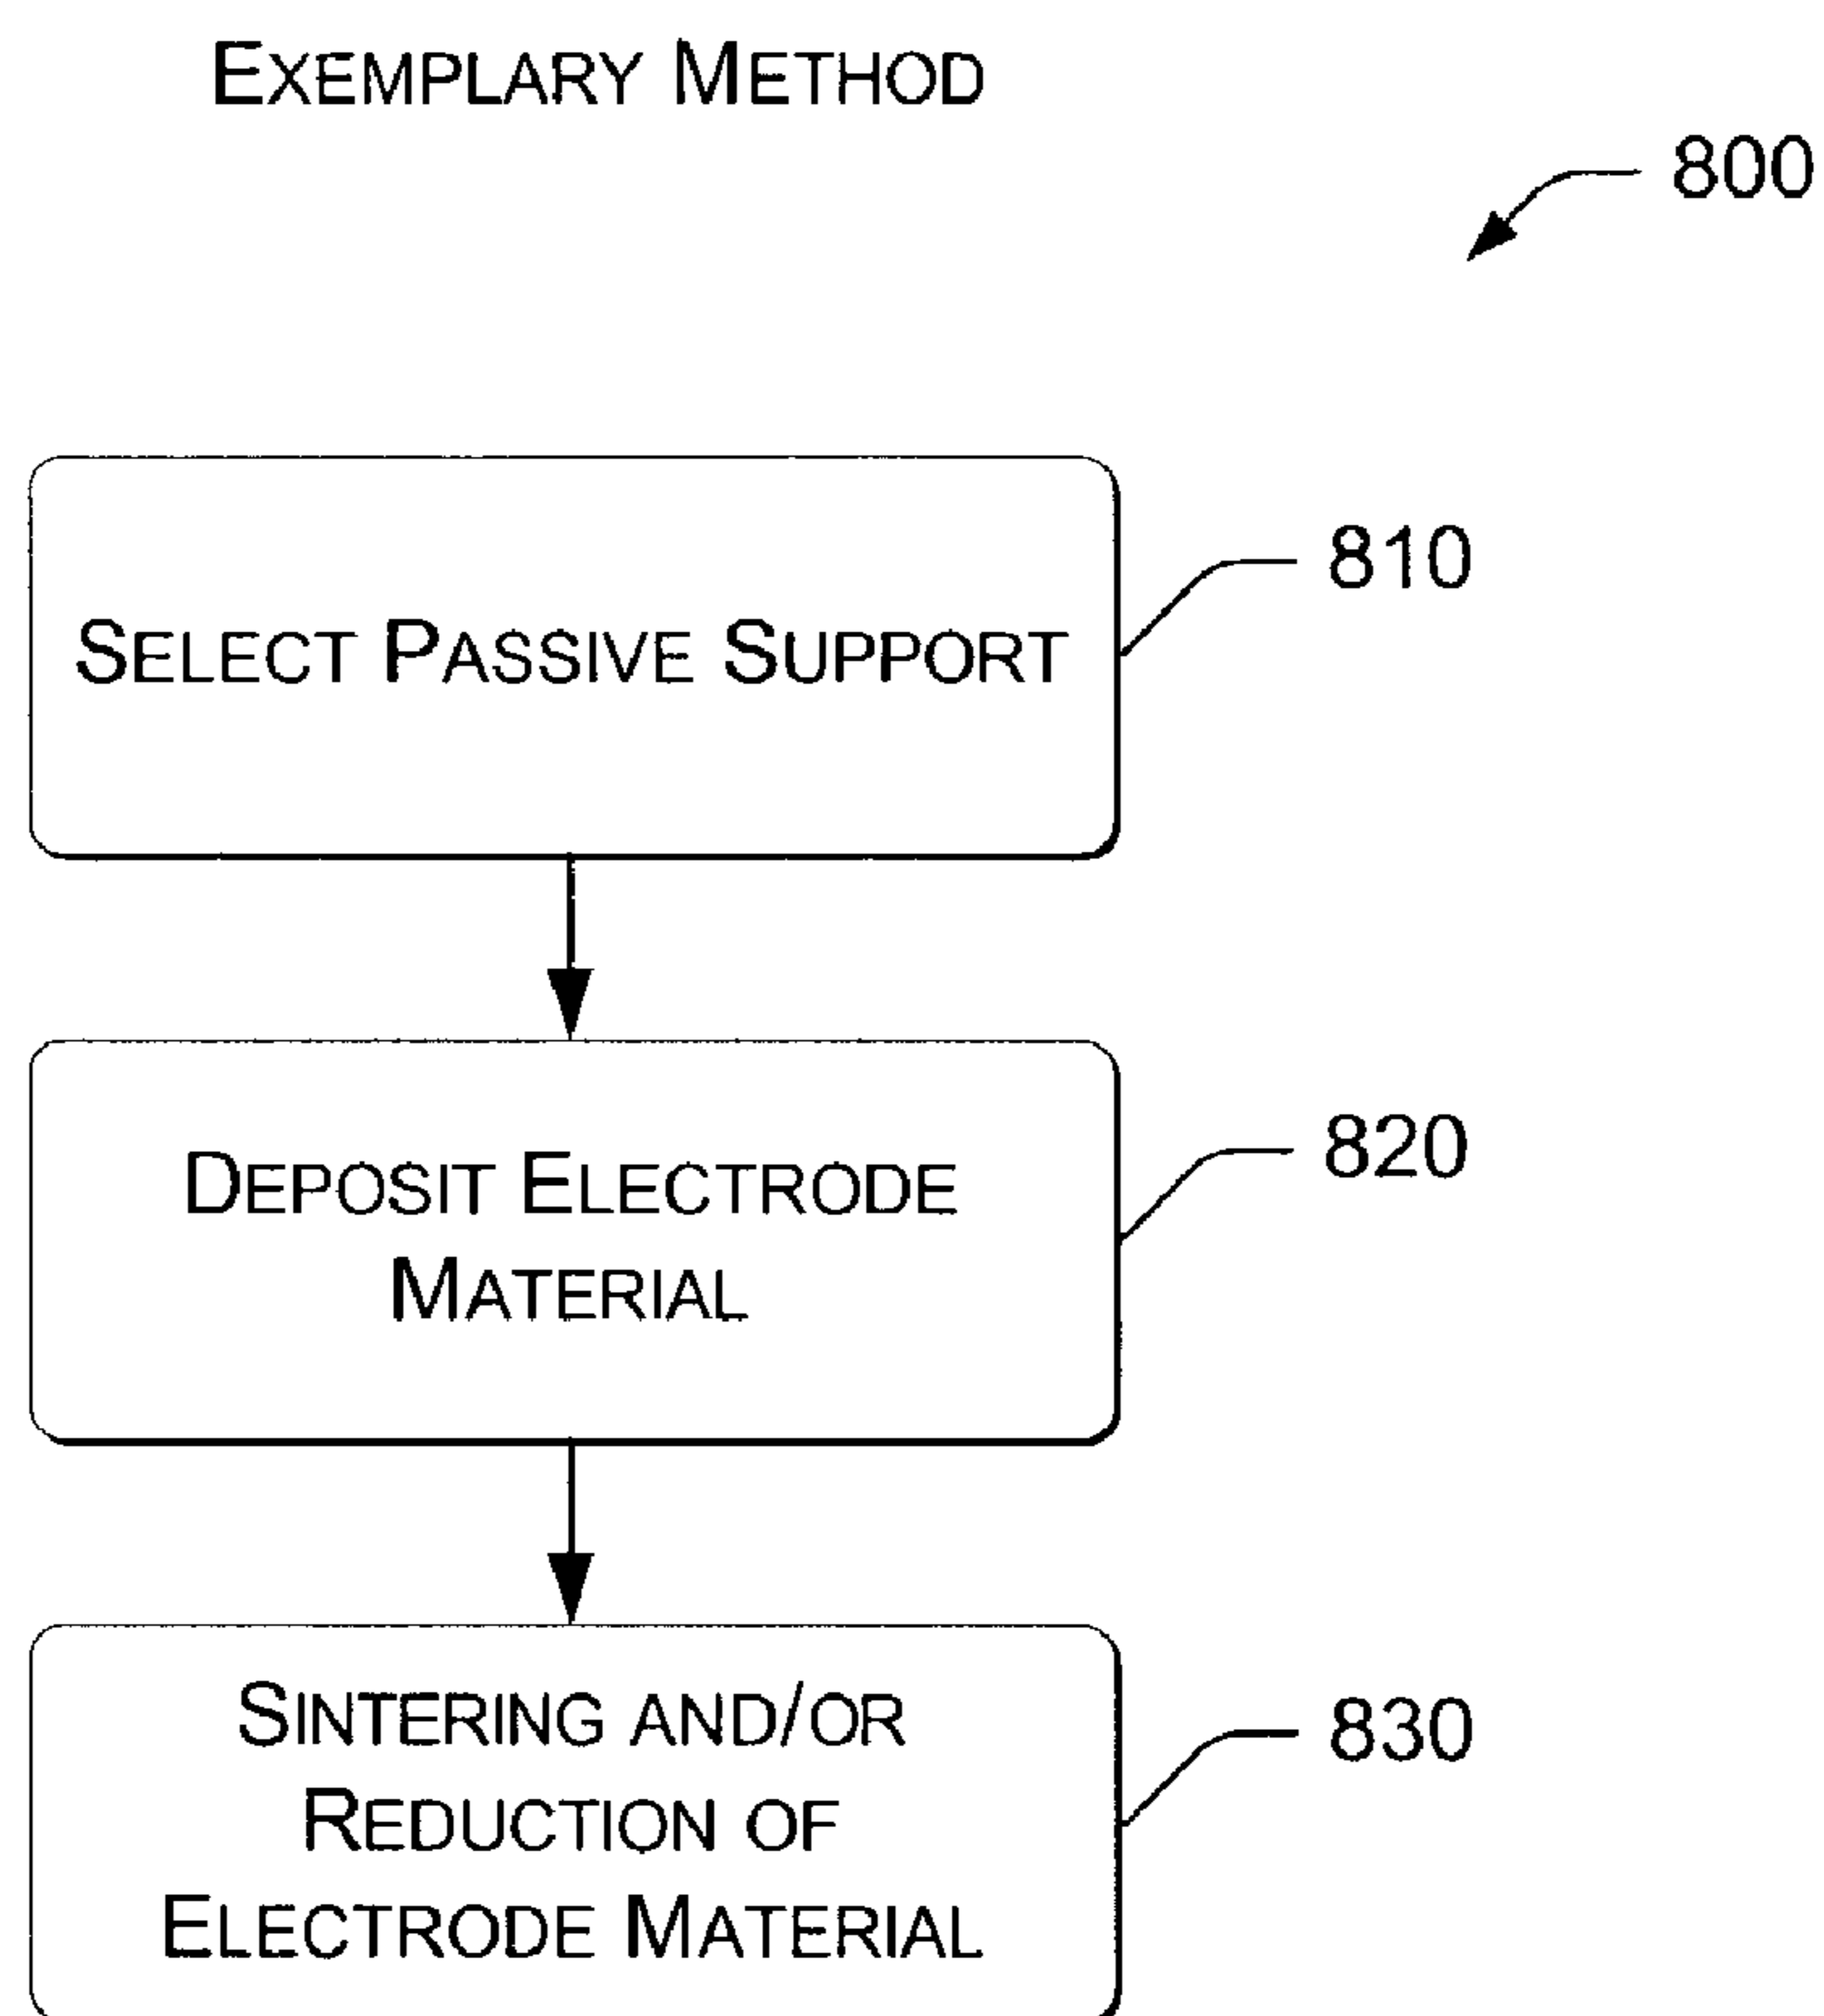 EXEMPLARY METHOD
800
SELECT PASSIVE SUPPORT
810
DEPOSIT ELECTRODE
MATERIAL
820
SINTERING AND/OR
REDUCTION OF
ELECTRODE MATERIAL
830